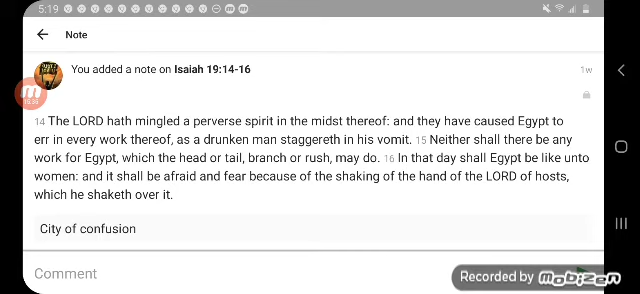 5:19
Note
You added a note on Isaiah 19:14-16
1w
15:38
14 The LORD hath mingled a perverse spirit in the midst thereof: and they have caused Egypt to
err in every work thereof, as a drunken man staggereth in his vomit. 15 Neither shall there be any
work for Egypt, which the head or tail, branch or rush, may do. 16 In that day shall Egypt be like unto
women: and it shall be afraid and fear because of the shaking of the hand of the LORD of hosts,
which he shaketh over it.
City of confusion
Comment
Recorded by mobizen